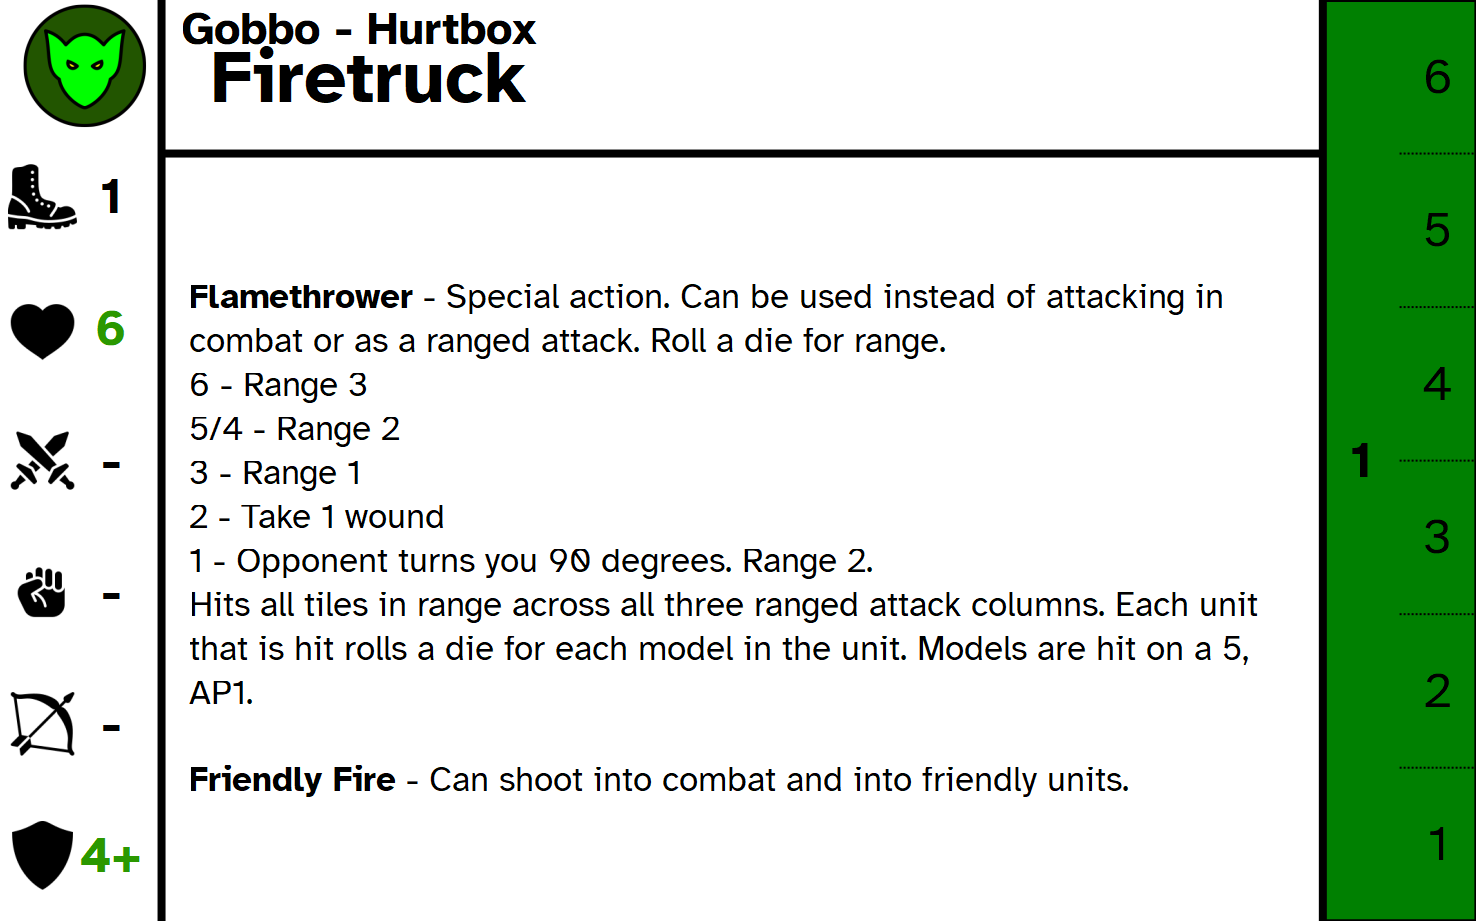 Gobbo - Hurtbox
Firetruck
1
6
-
-
-
4+
Flamethrower - Special action. Can be used instead of attacking in
combat or as a ranged attack. Roll a die for range.
6 - Range 3
5/4 - Range 2
3 - Range 1
2 - Take 1 wound
1 - Opponent turns you 90 degrees. Range 2.
Hits all tiles in range across all three ranged attack columns. Each unit
that is hit rolls a die for each model in the unit. Models are hit on a 5,
AP1.
Friendly Fire - Can shoot into combat and into friendly units.
1
6
5
4
3
2
1